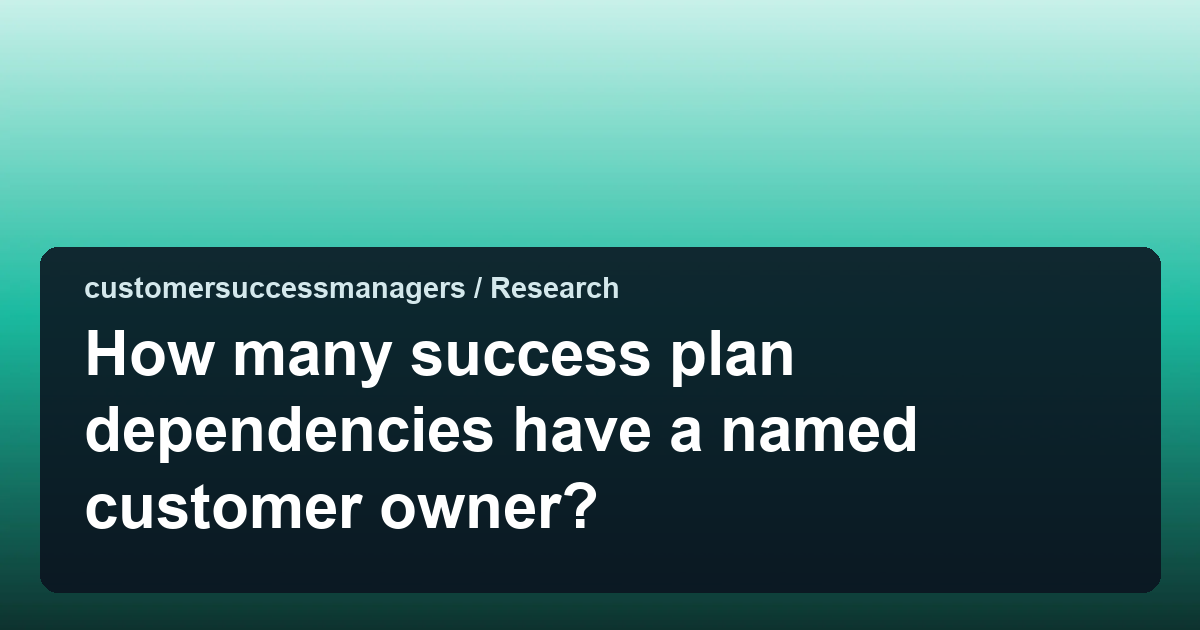 customersuccessmanagers / Research
How many success plan
dependencies have a named
customer owner?